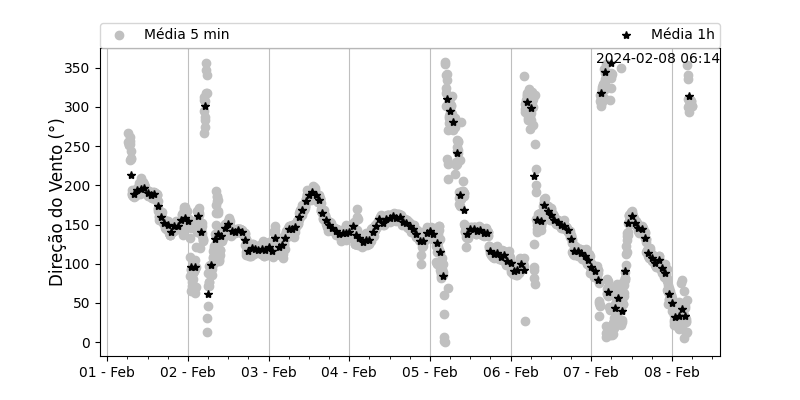 Média 5 min
Média 1h
2024-02-08 06:14
Direção do Vento (°)
350
300
250
200
150
100
50
0
01 - Feb
02 - Feb
03 - Feb
04 - Feb
05 - Feb
06 - Feb
07 - Feb
08 - Feb